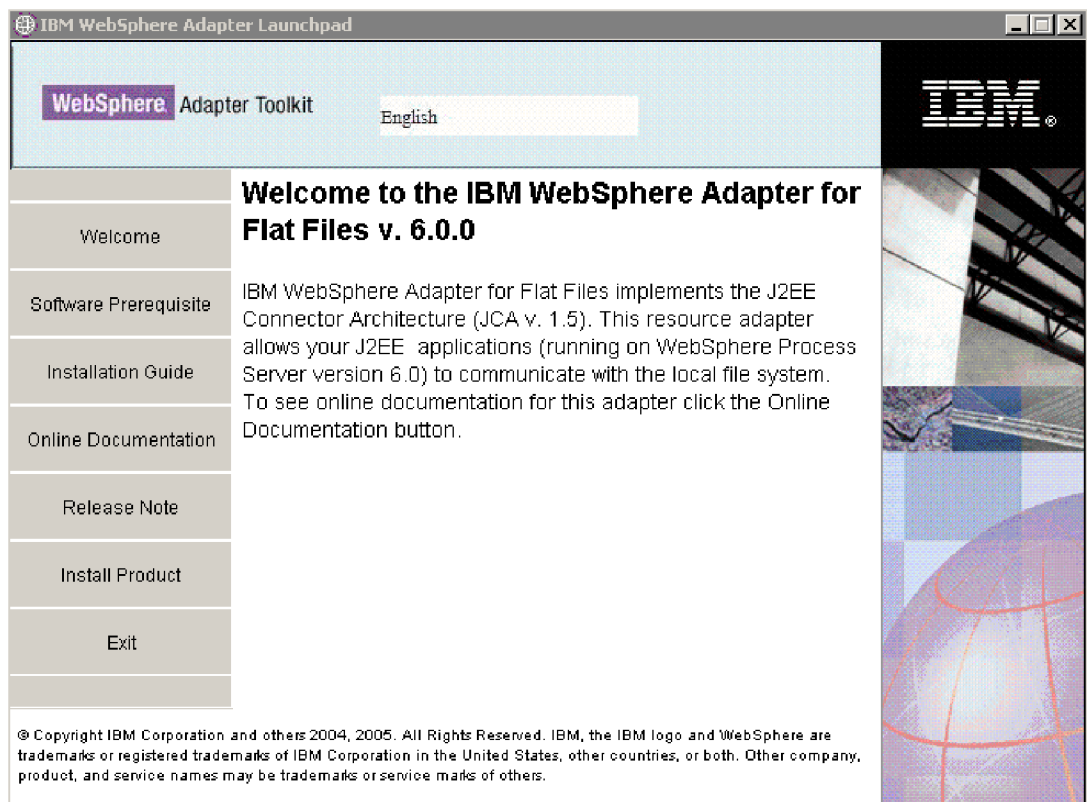 IBM WebSphere Adapter Launchpad
WebSphere. Adapter Toolkit
English
IBM®
Welcome
Software Prerequisite
Installation Guide
Online Documentation
Release Note
Install Product
Exit
Welcome to the IBM WebSphere Adapter for
Flat Files v. 6.0.0
IBM WebSphere Adapter for Flat Files implements the J2EE
Connector Architecture (JCA v. 1.5). This resource adapter
allows your J2EE applications (running on WebSphere Process
Server version 6.0) to communicate with the local file system.
To see online documentation for this adapter click the Online
Documentation button.
© Copyright IBM Corporation and others 2004, 2005. All Rights Reserved. IBM, the IBM logo and WebSphere are
trademarks or registered trademarks of IBM Corporation in the United States, other countries, or both. Other company,
product, and service names may be trademarks or service marks of others.